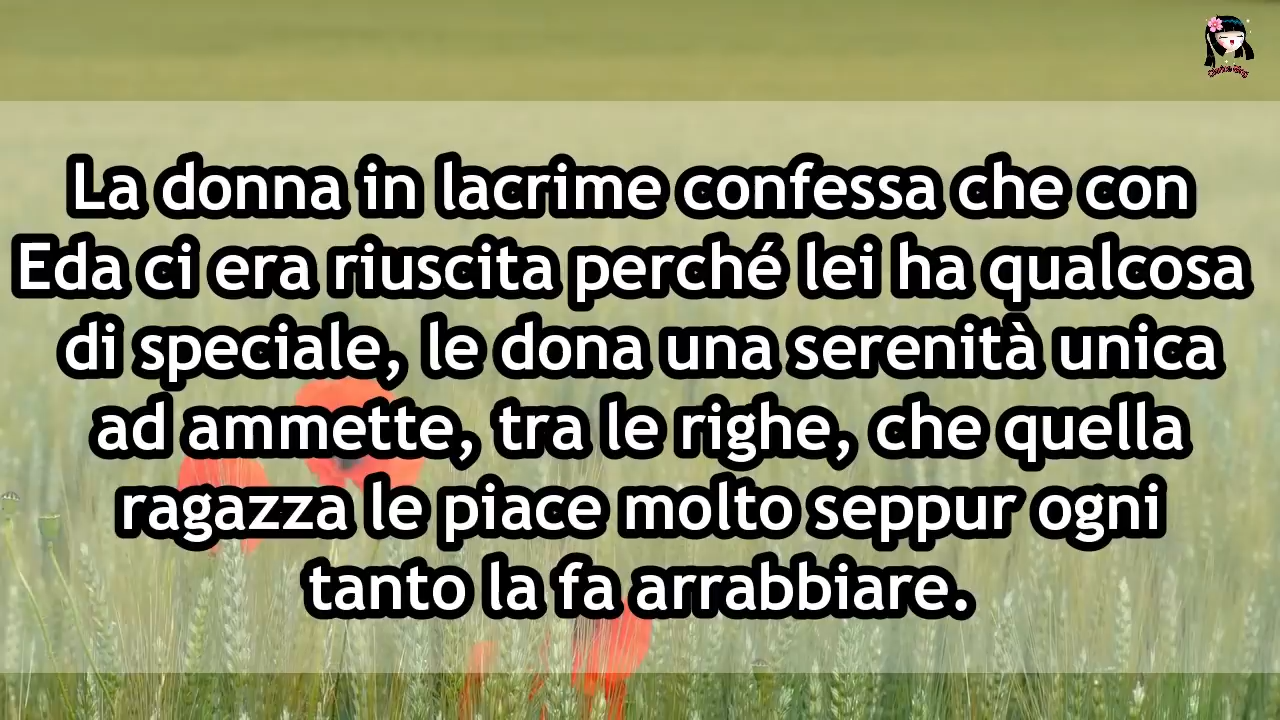 La donna in lacrime confessa che con
Eda ci era riuscita perché lei ha qualcosa
di speciale, le dona una serenità unica
ad ammette, tra le righe, che quella
ragazza le piace molto seppur ogni
tanto la fa arrabbiare.